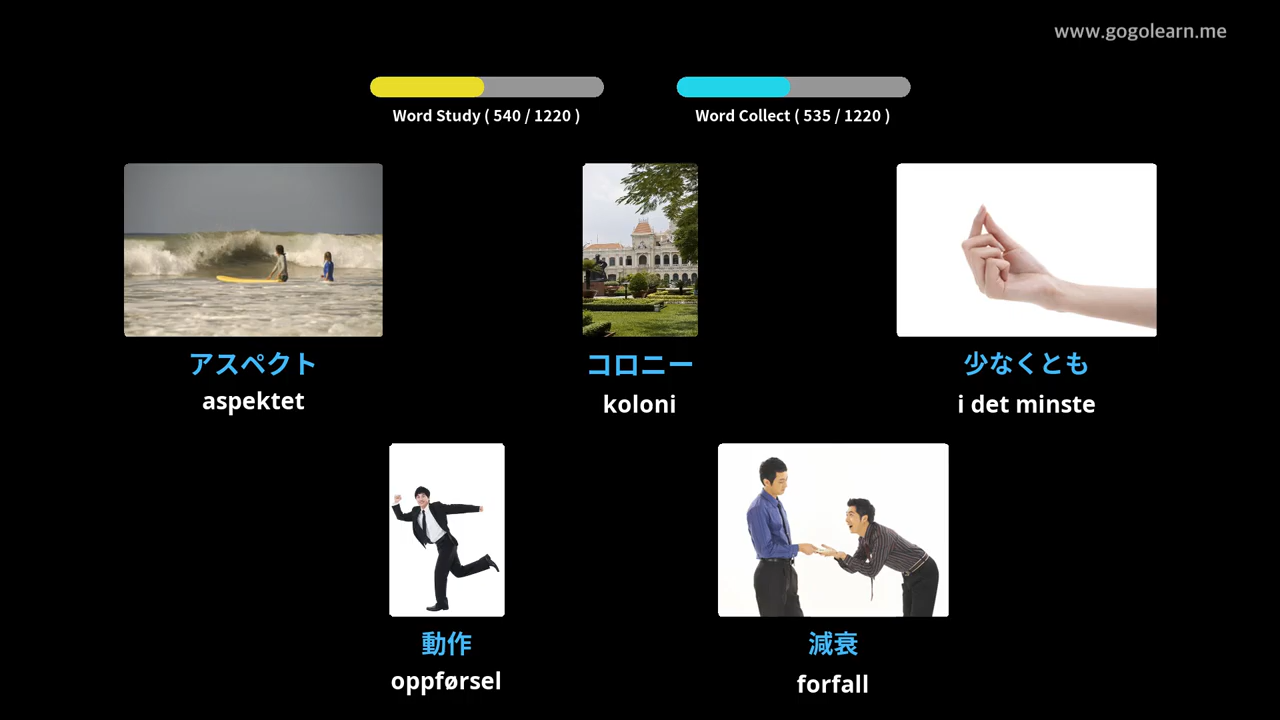 www.gogolearn.me
Word Study ( 540 / 1220 )
Word Collect ( 535 / 1220 )
アスペクト
aspektet
コロニー
koloni
少なくとも
i det minste
動作
oppførsel
減衰
forfall